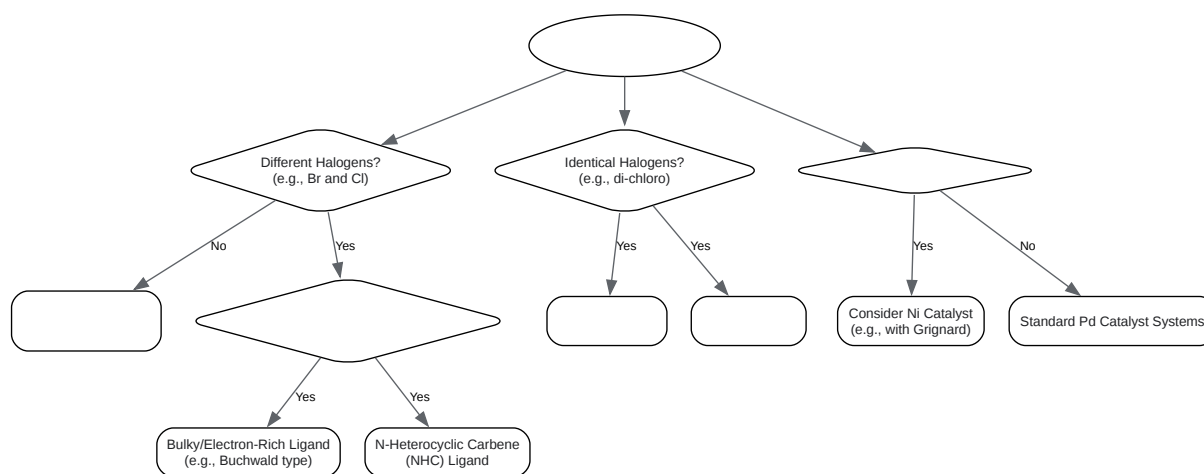 Different Halogens?
(e.g., Br and Cl)
Identical Halogens?
(e.g., di-chloro)
No
Yes
Yes
Yes
Yes
No
Consider Ni Catalyst
(e.g., with Grignard)
Standard Pd Catalyst Systems
Yes
Yes
Bulky/Electron-Rich Ligand
(e.g., Buchwald type)
N-Heterocyclic Carbene
(NHC) Ligand